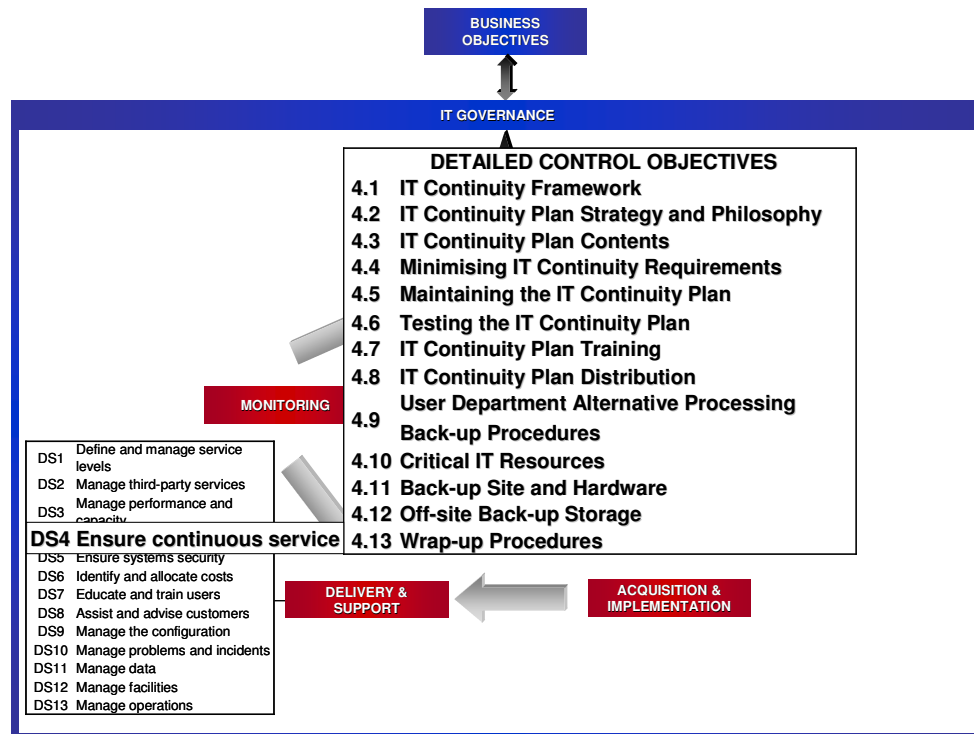 BUSINESS
OBJECTIVES
IT GOVERNANCE
DETAILED CONTROL OBJECTIVES
4.1 IT Continuity Framework
4.2 IT Continuity Plan Strategy and Philosophy
4.3 IT Continuity Plan Contents
4.4 Minimising IT Continuity Requirements
4.5 Maintaining the IT Continuity Plan
4.6 Testing the IT Continuity Plan
4.7 IT Continuity Plan Training
4.8 IT Continuity Plan Distribution
4.9 User Department Alternative Processing
Back-up Procedures
4.10 Critical IT Resources
4.11 Back-up Site and Hardware
4.12 Off-site Back-up Storage
4.13 Wrap-up Procedures
MONITORING
DS1 Define and manage service
levels
DS2 Manage third-party services
DS3 Manage performance and
capacity
DS4 Ensure continuous service
DS5 Ensure systems security
DS6 Identify and allocate costs
DS7 Educate and train users
DS8 Assist and advise customers
DS9 Manage the configuration
DS10 Manage problems and incidents
DS11 Manage data
DS12 Manage facilities
DS13 Manage operations
DELIVERY &
SUPPORT
ACQUISITION &
IMPLEMENTATION